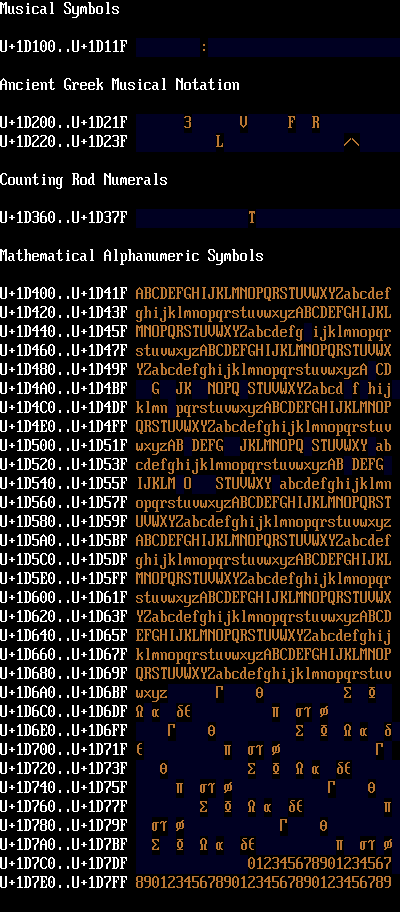 Musical Symbols
U+1D100..U+1D11F :
Ancient Greek Musical Notation
U+1D200..U+1D21F 3 V F R
U+1D220..U+1D23F L ^
Counting Rod Numerals
U+1D360..U+1D37F T
Mathematical Alphanumeric Symbols
U+1D400..U+1D41F ABCDEFGHIJKLMNOPQRSTUVWXYZabcdef
U+1D420..U+1D43F ghijklmnopqrstuvwxyzABCDEFGHIJKL
U+1D440..U+1D45F MNOPQRSTUVWXYZabcdefg ijklmnopqr
U+1D460..U+1D47F stuvwxyzABCDEFGHIJKLMNOPQRSTUVWX
U+1D480..U+1D49F YZabcdefghijklmnopqrstuvwxyzA CD
U+1D4A0..U+1D4BF G JK NOPQ STUVWXYZabcd f hij
U+1D4C0..U+1D4DF klmn pqrstuvwxyzABCDEFGHIJKLMNOP
U+1D4E0..U+1D4FF QRSTUVWXYZabcdefghijklmnopqrstuv
U+1D500..U+1D51F wxyzAB DEFG JKLMNOPQ STUVWXY ab
U+1D520..U+1D53F cdefghijklmnopqrstuvwxyzAB DEFG
U+1D540..U+1D55F IJKLM O STUVWXY abcdefghijklmn
U+1D560..U+1D57F opqrstuvwxyzABCDEFGHIJKLMNOPQRST
U+1D580..U+1D59F UVWXYZabcdefghijklmnopqrstuvwxyz
U+1D5A0..U+1D5BF ABCDEFGHIJKLMNOPQRSTUVWXYZabcdef
U+1D5C0..U+1D5DF ghijklmnopqrstuvwxyzABCDEFGHIJKL
U+1D5E0..U+1D5FF MNOPQRSTUVWXYZabcdefghijklmnopqr
U+1D600..U+1D61F stuvwxyzABCDEFGHIJKLMNOPQRSTUVWX
U+1D620..U+1D63F YZabcdefghijklmnopqrstuvwxyzABCD
U+1D640..U+1D65F EFGHIJKLMNOPQRSTUVWXYZabcdefghij
U+1D660..U+1D67F klmnopqrstuvwxyzABCDEFGHIJKLMNOP
U+1D680..U+1D69F QRSTUVWXYZabcdefghijklmnopqrstuv
U+1D6A0..U+1D6BF wxyz Γ Θ Σ Φ
U+1D6C0..U+1D6DF Ω α δε π στ φ
U+1D6E0..U+1D6FF Γ Θ Σ Φ Ω α δ
U+1D700..U+1D71F ε π στ φ Γ
U+1D720..U+1D73F Θ Σ Φ Ω α δε
U+1D740..U+1D75F π στ φ Γ Θ
U+1D760..U+1D77F Σ Φ Ω α δε π
U+1D780..U+1D79F στ φ Γ Θ
U+1D7A0..U+1D7BF Σ Φ Ω α δε π στ φ
U+1D7C0..U+1D7DF 012345678901234567
U+1D7E0..U+1D7FF 89012345678901234567890123456789